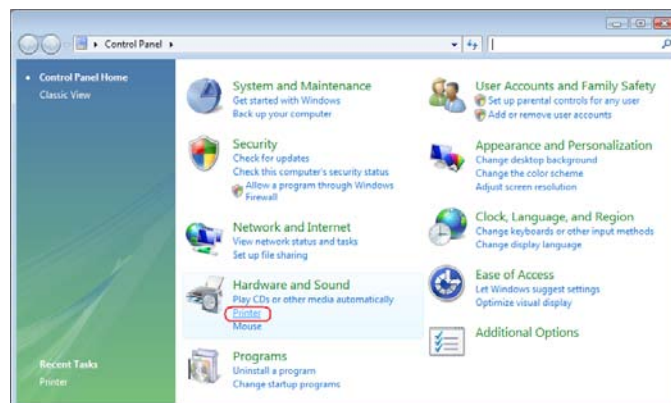 Control Panel
Control Panel Home
Classic View
System and Maintenance
Get started with Windows
Back up your computer
Security
Check for updates
Check this computer's security status
Allow a program through Windows
Firewall
Network and Internet
View network status and tasks
Set up file sharing
Hardware and Sound
Play CDs or other media automatically
Printer
Mouse
Programs
Uninstall a program
Change startup programs
User Accounts and Family Safety
Set up parental controls for any user
Add or remove user accounts
Appearance and Personalization
Change desktop background
Change the color scheme
Adjust screen resolution
Clock, Language, and Region
Change keyboards or other input methods
Change display language
Ease of Access
Let Windows suggest settings
Optimize visual display
Additional Options
Recent Tasks
Printer